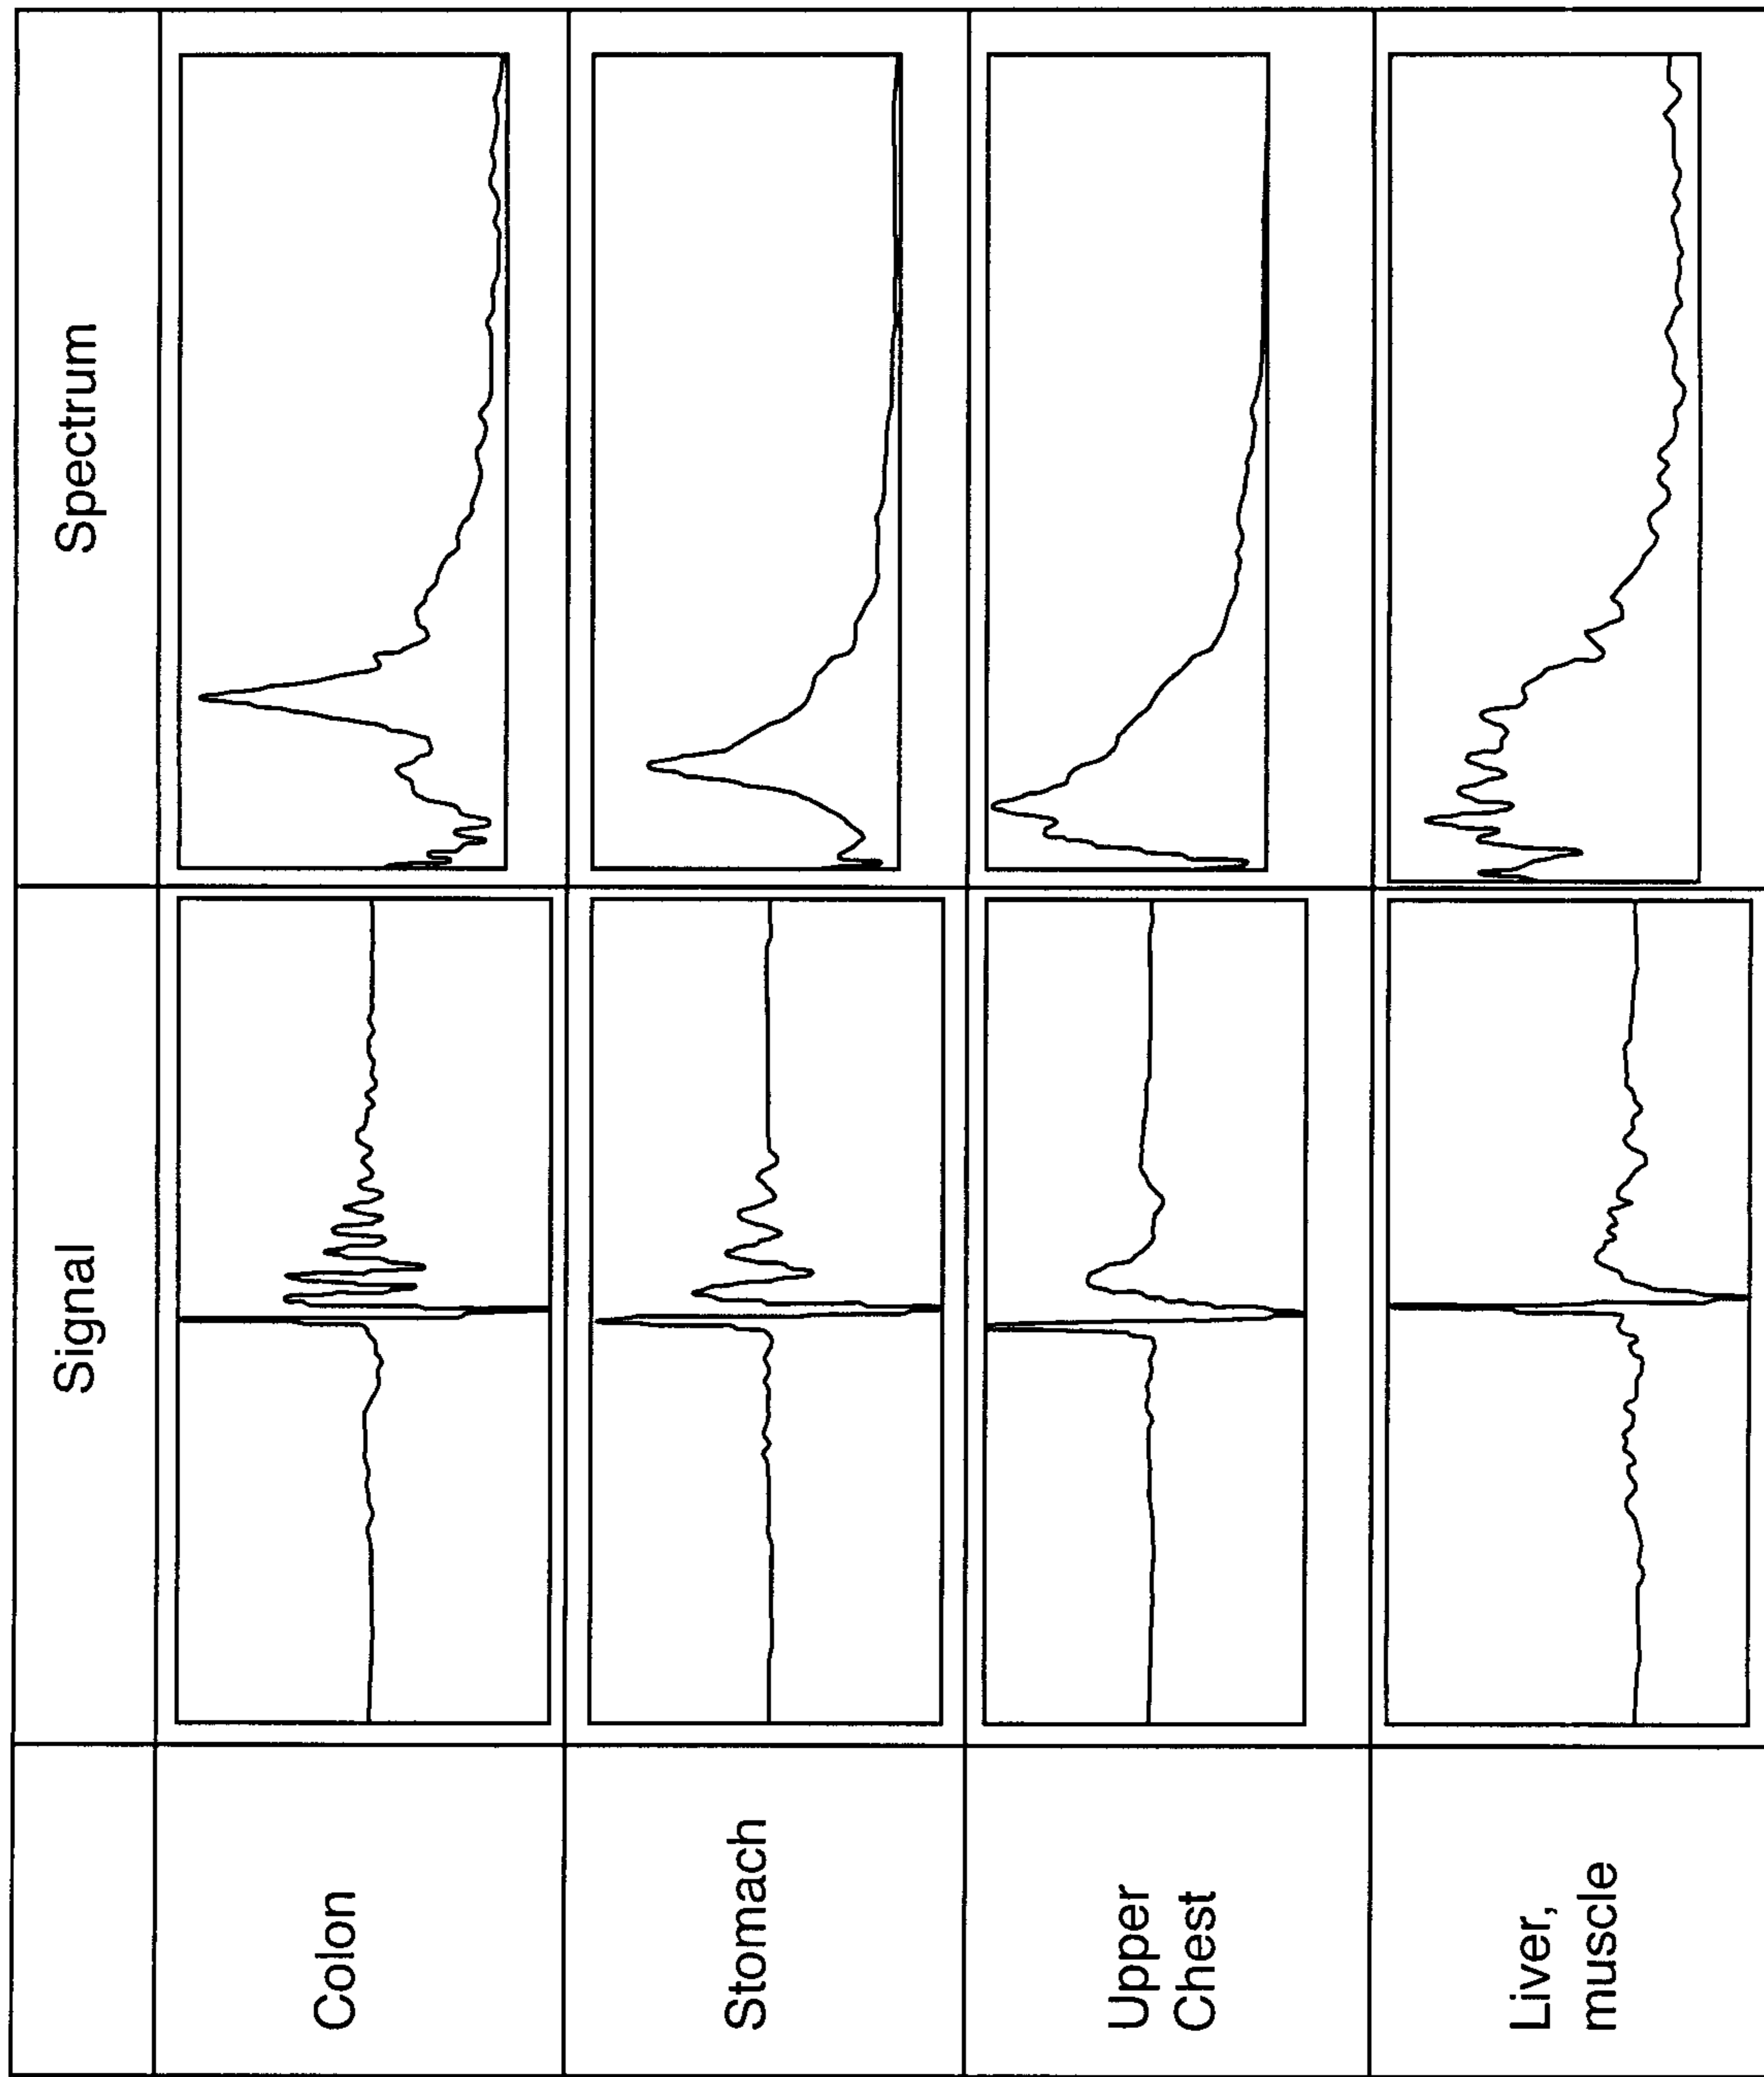 Signal
Spectrum
Colon
Stomach
Upper
Chest
Liver,
muscle